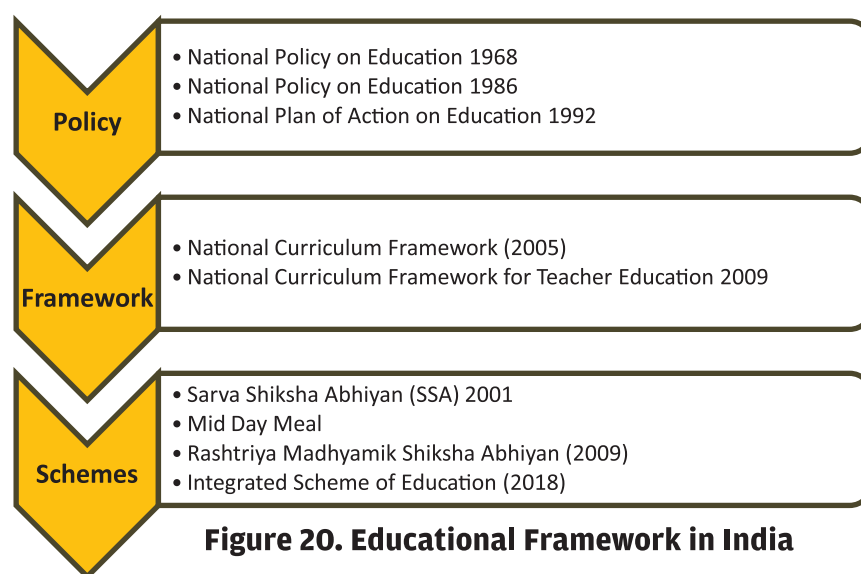 Policy
• National Policy on Education 1968
• National Policy on Education 1986
• National Plan of Action on Education 1992
Framework
• National Curriculum Framework (2005)
• National Curriculum Framework for Teacher Education 2009
Schemes
• Sarva Shiksha Abhiyan (SSA) 2001
• Mid Day Meal
• Rashtriya Madhyamik Shiksha Abhiyan (2009)
• Integrated Scheme of Education (2018)
Figure 20. Educational Framework in India